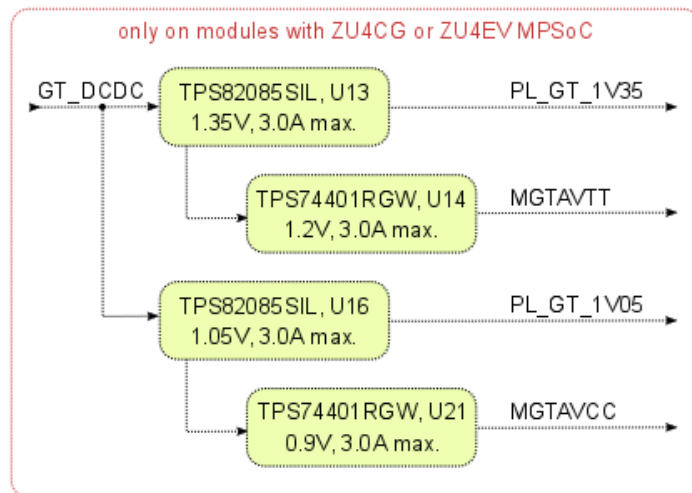 only on modules with ZU4CG or ZU4EV MPSoC
GT_DCDC
TPS82085SIL, U13
1.35V, 3.0A max.
PL_GT_1V35
TPS74401RGW, U14
1.2V, 3.0A max.
MGTAVTT
TPS82085SIL, U16
1.05V, 3.0A max.
PL_GT_1V05
TPS74401RGW, U21
0.9V, 3.0A max.
MGTAVCC